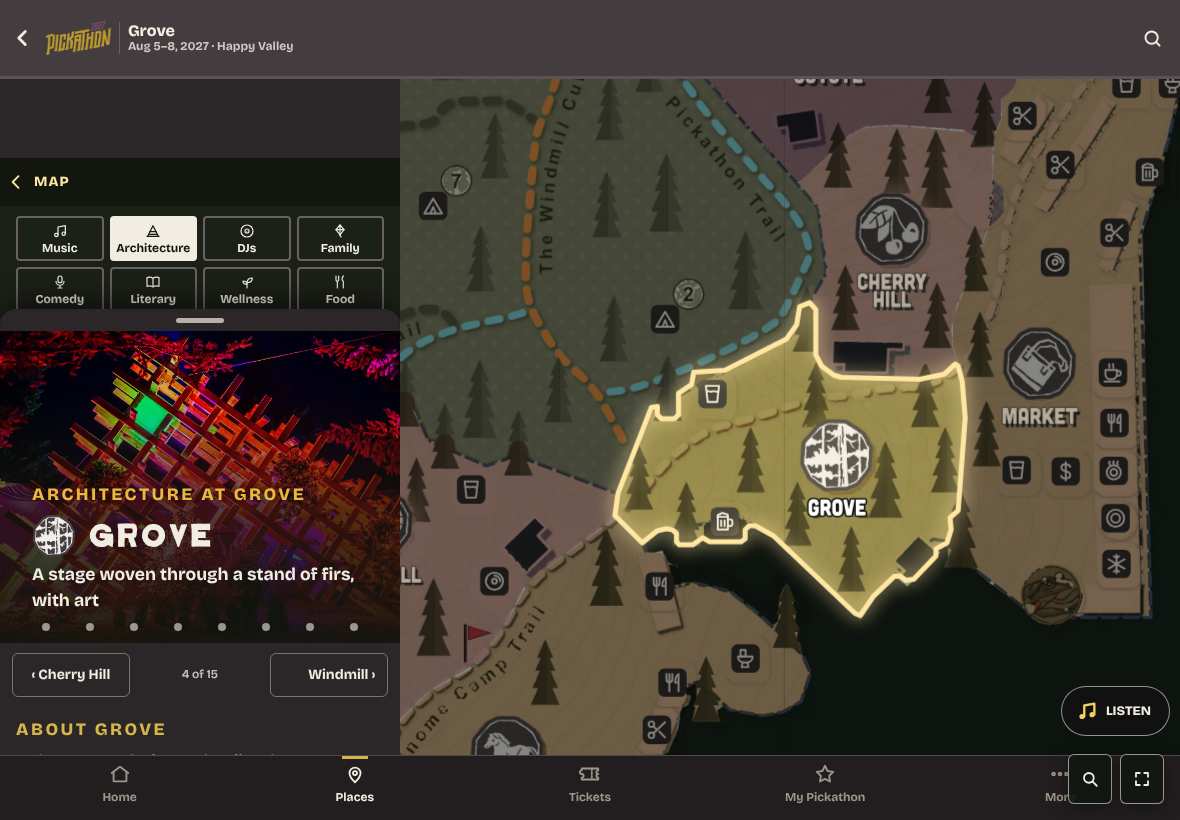 PICKATHON
Grove
Aug 5–8, 2027 · Happy Valley
MAP
Music
Architecture
DJs
Family
Comedy
Literary
Wellness
Food
ARCHITECTURE AT GROVE
GROVE
A stage woven through a stand of firs,
with art
‹ Cherry Hill
4 of 15
Windmill ›
ABOUT GROVE
The Windmill Cu
Pickathon Trail
7
2
CHERRY
HILL
MARKET
$
GROVE
LL
il
nome Camp Trail
LISTEN
Home
Places
Tickets
My Pickathon
Mor